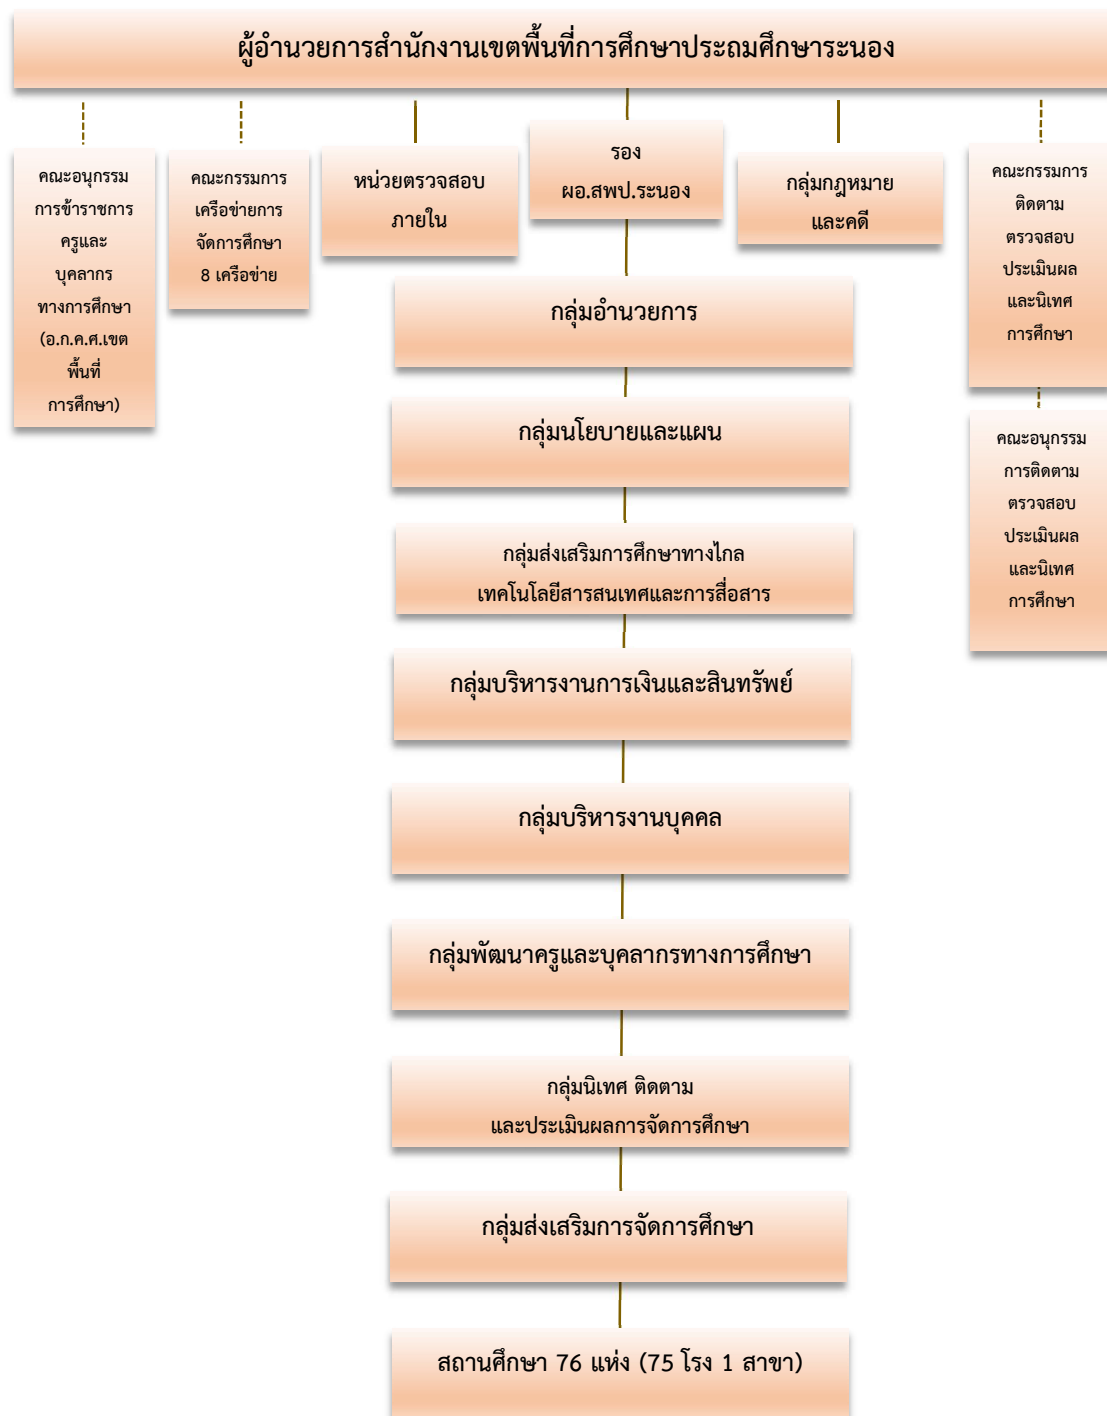 ผู้อำนวยการสำนักงานเขตพื้นที่การศึกษาประถมศึกษาระนอง
คณะอนุกรรม
การข้าราชการ
ครูและ
บุคลากร
ทางการศึกษา
(อ.ก.ค.ศ.เขต
พื้นที่
การศึกษา)
คณะกรรมการ
เครือข่ายการ
จัดการศึกษา
8 เครือข่าย
หน่วยตรวจสอบ
ภายใน
รอง
ผอ.สพป.ระนอง
กลุ่มกฎหมาย
และคดี
คณะกรรมการ
ติดตาม
ตรวจสอบ
ประเมินผล
และนิเทศ
การศึกษา
คณะอนุกรรม
การติดตาม
ตรวจสอบ
ประเมินผล
และนิเทศ
การศึกษา
กลุ่มอำนวยการ
กลุ่มนโยบายและแผน
กลุ่มส่งเสริมการศึกษาทางไกล
เทคโนโลยีสารสนเทศและการสื่อสาร
กลุ่มบริหารงานการเงินและสินทรัพย์
กลุ่มบริหารงานบุคคล
กลุ่มพัฒนาครูและบุคลากรทางการศึกษา
กลุ่มนิเทศ ติดตาม
และประเมินผลการจัดการศึกษา
กลุ่มส่งเสริมการจัดการศึกษา
สถานศึกษา 76 แห่ง (75 โรง 1 สาขา)